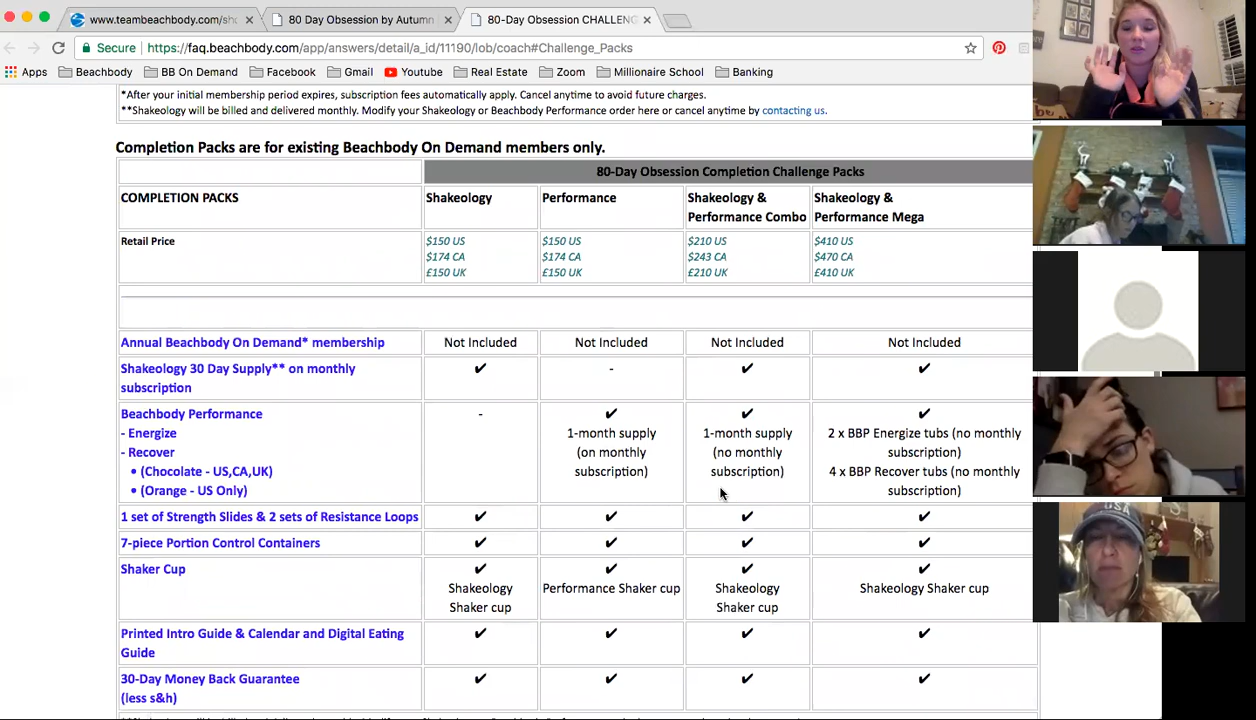 www.teambeachbody.com/sho
80 Day Obsession by Autumn
80-Day Obsession CHALLENG
Secure https://faq.beachbody.com/app/answers/detail/a_id/11190/lob/coach#Challenge_Packs
Apps Beachbody BB On Demand Facebook Gmail Youtube Real Estate Zoom Millionaire School Banking
*After your initial membership period expires, subscription fees automatically apply. Cancel anytime to avoid future charges.
**Shakeology will be billed and delivered monthly. Modify your Shakeology or Beachbody Performance order here or cancel anytime by contacting us.
Completion Packs are for existing Beachbody On Demand members only.
80-Day Obsession Completion Challenge Packs
COMPLETION PACKS
Shakeology
Performance
Shakeology &
Performance Combo
Shakeology &
Performance Mega
Retail Price
$150 US
$174 CA
£150 UK
$150 US
$174 CA
£150 UK
$210 US
$243 CA
£210 UK
$410 US
$470 CA
£410 UK
Annual Beachbody On Demand* membership
Not Included
Not Included
Not Included
Not Included
Shakeology 30 Day Supply** on monthly
subscription
✔
-
✔
✔
Beachbody Performance
- Energize
- Recover
• (Chocolate - US,CA,UK)
• (Orange - US Only)
-
✔
1-month supply
(on monthly
subscription)
✔
1-month supply
(no monthly
subscription)
✔
2 x BBP Energize tubs (no monthly
subscription)
4 x BBP Recover tubs (no monthly
subscription)
1 set of Strength Slides & 2 sets of Resistance Loops
✔
✔
✔
✔
7-piece Portion Control Containers
✔
✔
✔
✔
Shaker Cup
✔
Shakeology
Shaker cup
✔
Performance Shaker cup
✔
Shakeology
Shaker cup
✔
Shakeology Shaker cup
Printed Intro Guide & Calendar and Digital Eating
Guide
✔
✔
✔
✔
30-Day Money Back Guarantee
(less s&h)
✔
✔
✔
✔
USA